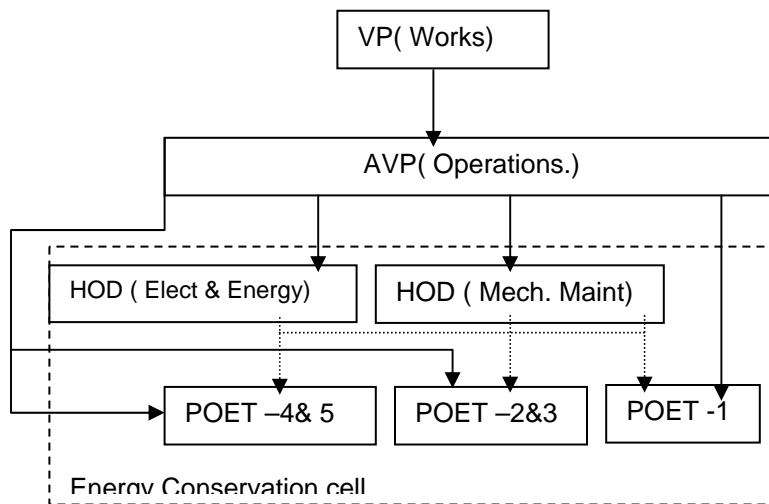 VP( Works)
AVP( Operations.)
HOD ( Elect & Energy)
HOD ( Mech. Maint)
POET –4& 5
POET –2&3
POET -1
Energy Conservation cell